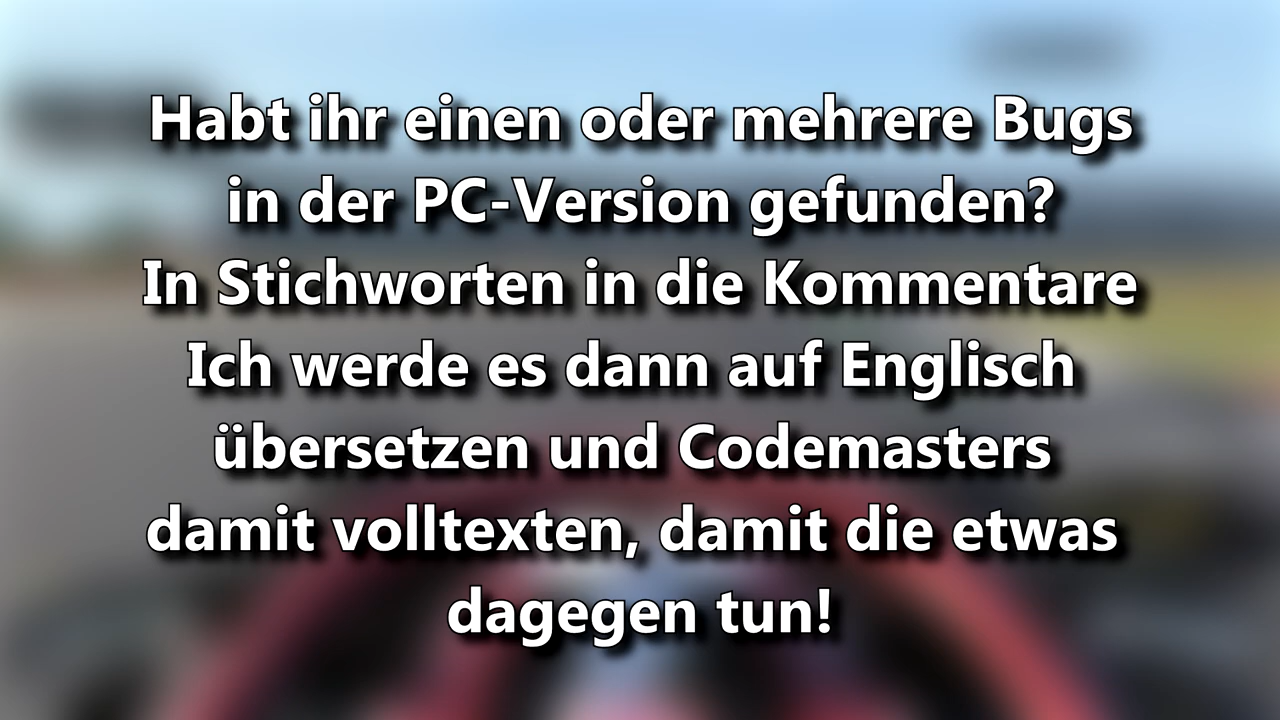 Habt ihr einen oder mehrere Bugs
in der PC-Version gefunden?
In Stichworten in die Kommentare
Ich werde es dann auf Englisch
übersetzen und Codemasters
damit volltexten, damit die etwas
dagegen tun!